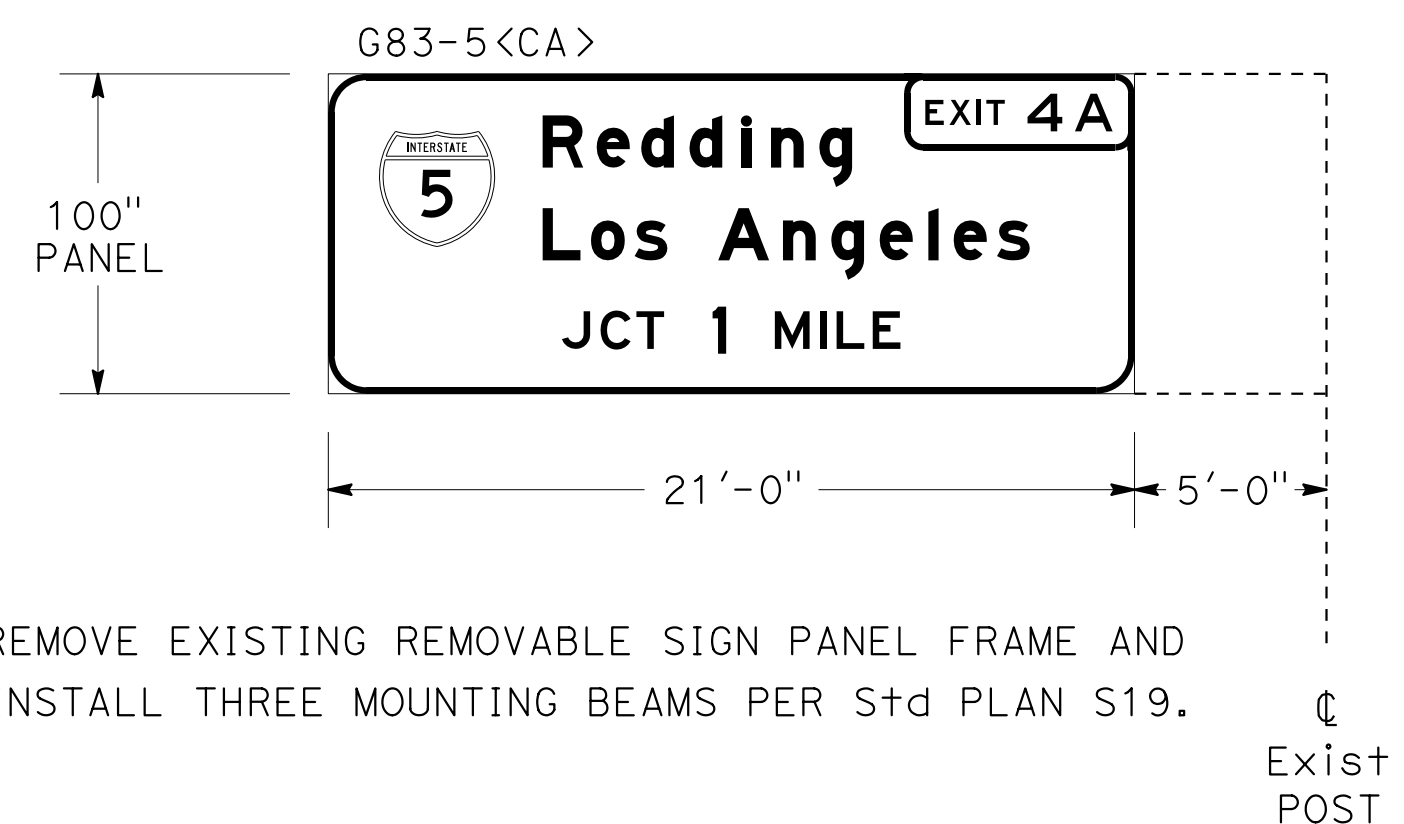 G83-5<CA>
EXIT 4A
INTERSTATE
5
Redding
Los Angeles
JCT 1 MILE
100"
PANEL
21'-0"
5'-0"
REMOVE EXISTING REMOVABLE SIGN PANEL FRAME AND
INSTALL THREE MOUNTING BEAMS PER Std PLAN S19.
℄
Exist
POST